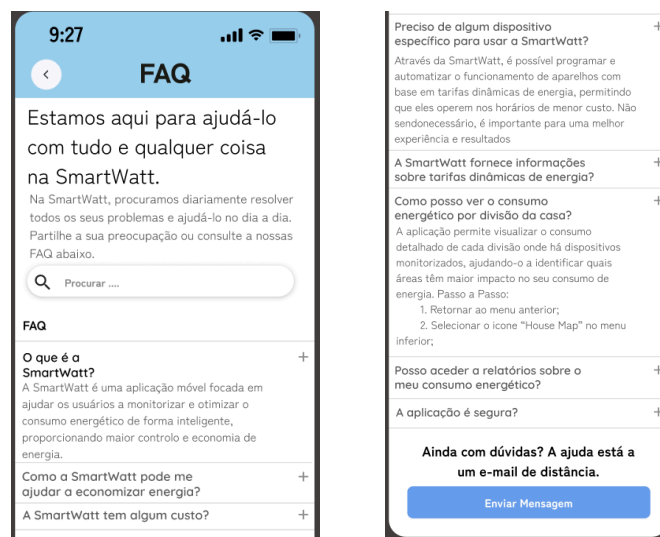 9:27
FAQ
Estamos aqui para ajudá-lo
com tudo e qualquer coisa
na SmartWatt.
Na SmartWatt, procuramos diariamente resolver
todos os seus problemas e ajudá-lo no dia a dia.
Partilhe a sua preocupação ou consulte a nossas
FAQ abaixo.
Procurar ....
FAQ
O que é a
SmartWatt?
A SmartWatt é uma aplicação móvel focada em
ajudar os usuários a monitorizar e otimizar o
consumo energético de forma inteligente,
proporcionando maior controlo e economia de
energia.
Como a SmartWatt pode me
ajudar a economizar energia?
A SmartWatt tem algum custo?
Preciso de algum dispositivo
específico para usar a SmartWatt?
Através da SmartWatt, é possível programar e
automatizar o funcionamento de aparelhos com
base em tarifas dinâmicas de energia, permitindo
que eles operem nos horários de menor custo. Não
sendonecessário, é importante para uma melhor
experiência e resultados
A SmartWatt fornece informações
sobre tarifas dinâmicas de energia?
Como posso ver o consumo
energético por divisão da casa?
A aplicação permite visualizar o consumo
detalhado de cada divisão onde há dispositivos
monitorizados, ajudando-o a identificar quais
áreas têm maior impacto no seu consumo de
energia. Passo a Passo:
1. Retornar ao menu anterior;
2. Selecionar o icone “House Map” no menu
inferior;
Posso aceder a relatórios sobre o
meu consumo energético?
A aplicação é segura?
Ainda com dúvidas? A ajuda está a
um e-mail de distância.
Enviar Mensagem